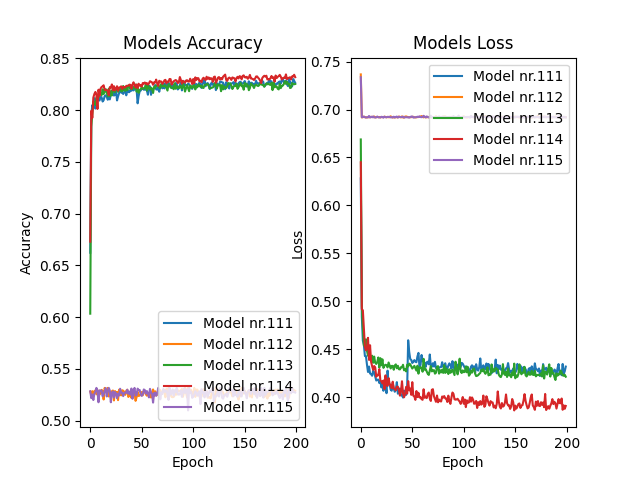 Models Accuracy
0.85
0.80
0.75
0.70
0.65
0.60
0.55
0.50
Accuracy
0
50
100
150
200
Epoch
Model nr.111
Model nr.112
Model nr.113
Model nr.114
Model nr.115
Models Loss
0.75
0.70
0.65
0.60
0.55
0.50
0.45
0.40
Loss
0
50
100
150
200
Epoch
Model nr.111
Model nr.112
Model nr.113
Model nr.114
Model nr.115